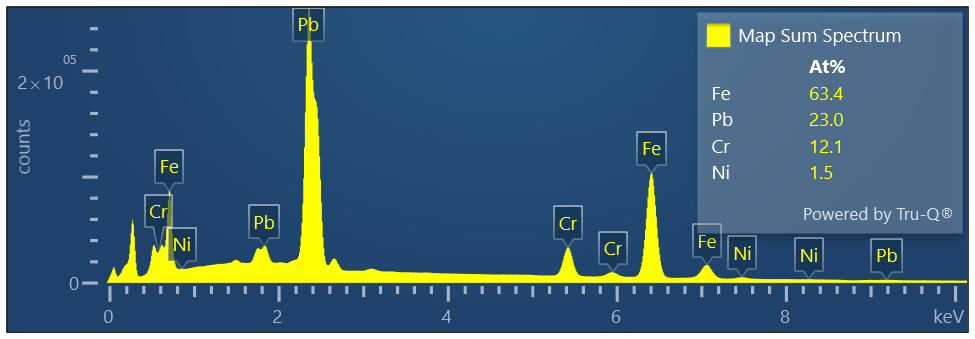 Pb
Map Sum Spectrum
At%
Fe 63.4
Pb 23.0
Cr 12.1
Ni 1.5
Powered by Tru-Q®
2×10 05
counts
0
Fe
Cr
Ni
Pb
Cr
Cr
Fe
Fe
Ni
Ni
Pb
0 2 4 6 8 keV